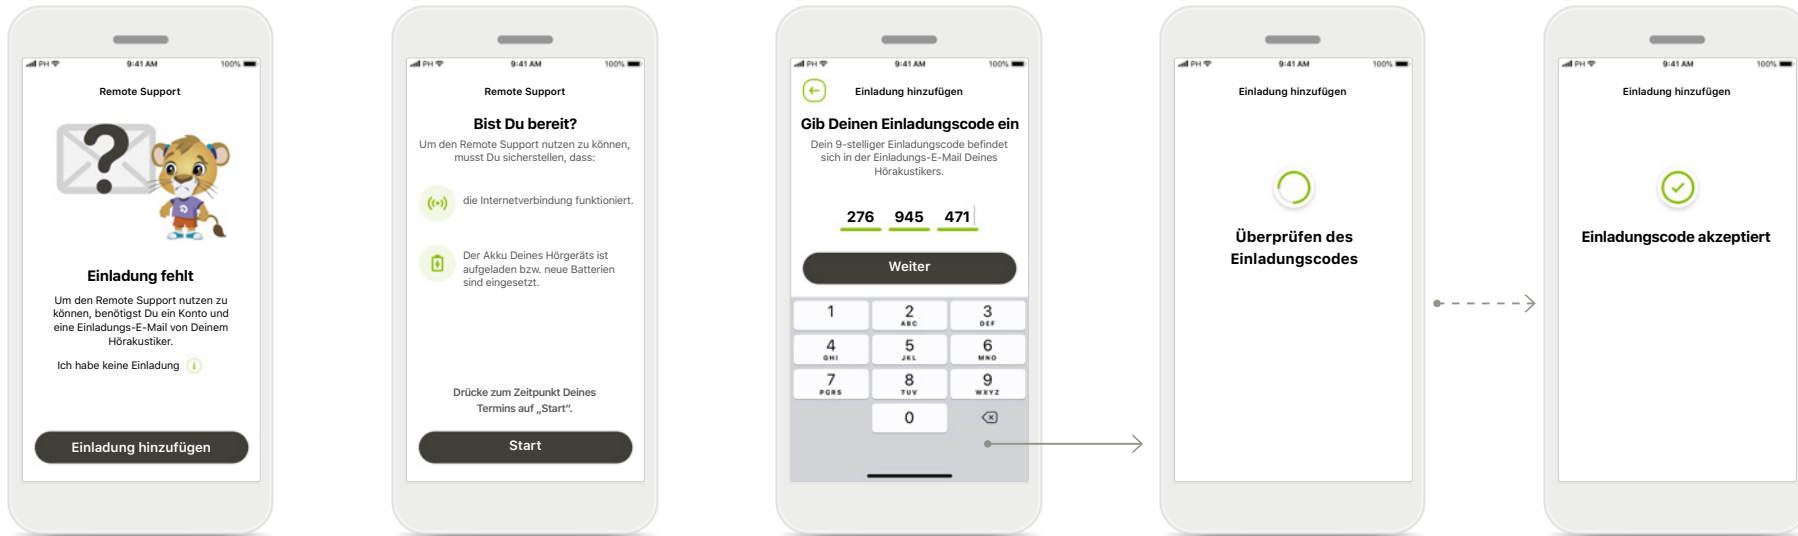 PH 9:41 AM 100%
Remote Support
?
Einladung fehlt
Um den Remote Support nutzen zu
können, benötigst Du ein Konto und
eine Einladungs-E-Mail von Deinem
Hörakustiker.
Ich habe keine Einladung i
Einladung hinzufügen
PH 9:41 AM 100%
Remote Support
Bist Du bereit?
Um den Remote Support nutzen zu können,
musst Du sicherstellen, dass:
die Internetverbindung funktioniert.
Der Akku Deines Hörgeräts ist
aufgeladen bzw. neue Batterien
sind eingesetzt.
Drücke zum Zeitpunkt Deines
Termins auf „Start".
Start
PH 9:41 AM 100%
Einladung hinzufügen
Gib Deinen Einladungscode ein
Dein 9-stelliger Einladungscode befindet
sich in der Einladungs-E-Mail Deines
Hörakustikers.
276 945 471
Weiter
1 2 3
ABC DEF
4 5 6
GHI JKL MNO
7 8 9
PQRS TUV WXYZ
0
PH 9:41 AM 100%
Einladung hinzufügen
Überprüfen des
Einladungscodes
PH 9:41 AM 100%
Einladung hinzufügen
Einladungscode akzeptiert